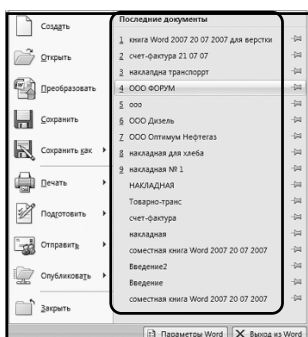 Создать
Открыть
Преобразовать
Сохранить
Сохранить как
Печать
Подготовить
Отправить
Опубликовать
Закрыть
Последние документы
1 книга Word 2007 20 07 2007 для верстки
2 счет-фактура 21 07 07
3 накладна транспорт
4 ООО ФОРУМ
5 ооо
6 ООО Дизель
7 ООО Оптимум Нефтегаз
8 накладная для хлеба
9 накладная № 1
НАКЛАДНАЯ
Товарно-транс
счет-фактура
накладная
соместная книга Word 2007 20 07 2007
Введение2
Введение
соместная книга Word 2007 20 07 2007
Параметры Word
Выход из Word